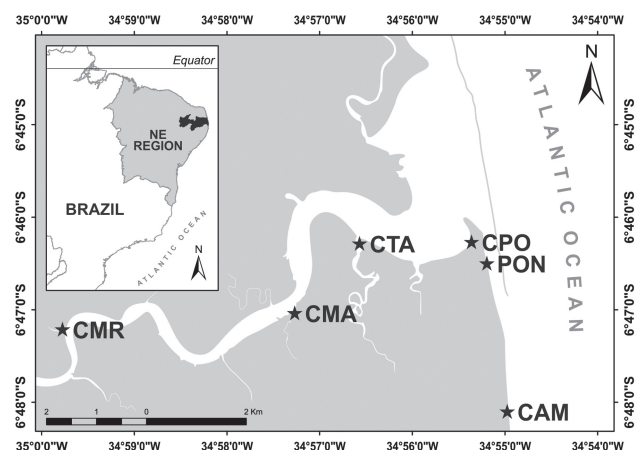 35°0'0"W 34°59'0"W 34°58'0"W 34°57'0"W 34°56'0"W 34°55'0"W 34°54'0"W
Equator
N
ATLANTIC OCEAN
NE
REGION
BRAZIL
ATLANTIC OCEAN
N
6°45'0"S
6°46'0"S
6°47'0"S
6°48'0"S
6°45'0"S
6°46'0"S
6°47'0"S
6°48'0"S
CTA
CPO
PON
CMA
CMR
CAM
2 1 0 2 Km
35°0'0"W 34°59'0"W 34°58'0"W 34°57'0"W 34°56'0"W 34°55'0"W 34°54'0"W